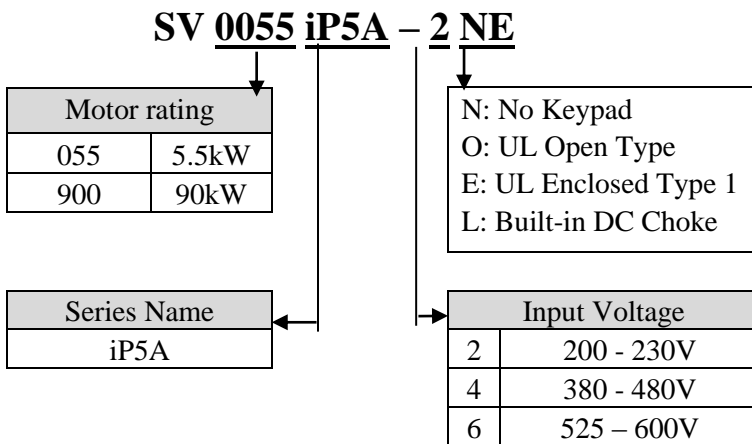 SV 0055 iP5A – 2 NE
Motor rating
055 5.5kW
900 90kW
N: No Keypad
O: UL Open Type
E: UL Enclosed Type 1
L: Built-in DC Choke
Series Name
iP5A
Input Voltage
2 200 - 230V
4 380 - 480V
6 525 – 600V